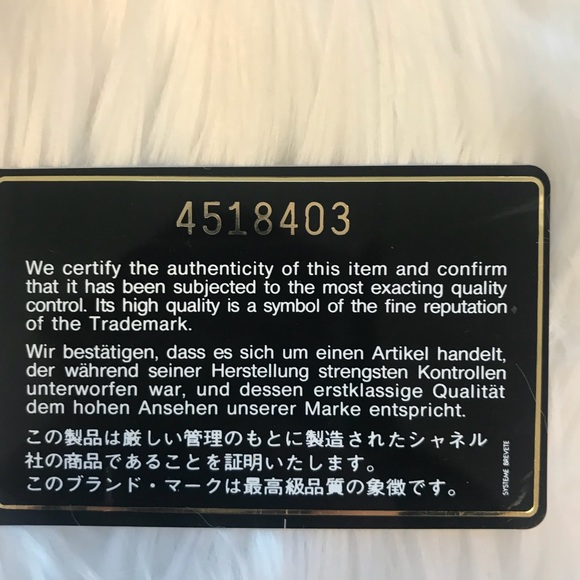 4518403
We certify the authenticity of this item and confirm
that it has been subjected to the most exacting quality
control. Its high quality is a symbol of the fine reputation
of the Trademark.
Wir bestätigen, dass es sich um einen Artikel handelt,
der während seiner Herstellung strengsten Kontrollen
unterworfen war, und dessen erstklassige Qualität
dem hohen Ansehen unserer Marke entspricht.
この製品は厳しい管理のもとに製造されたシャネル
社の商品であることを証明いたします。
このブランド・マークは最高級品質の象徴です。
SYSTEME BREVETE